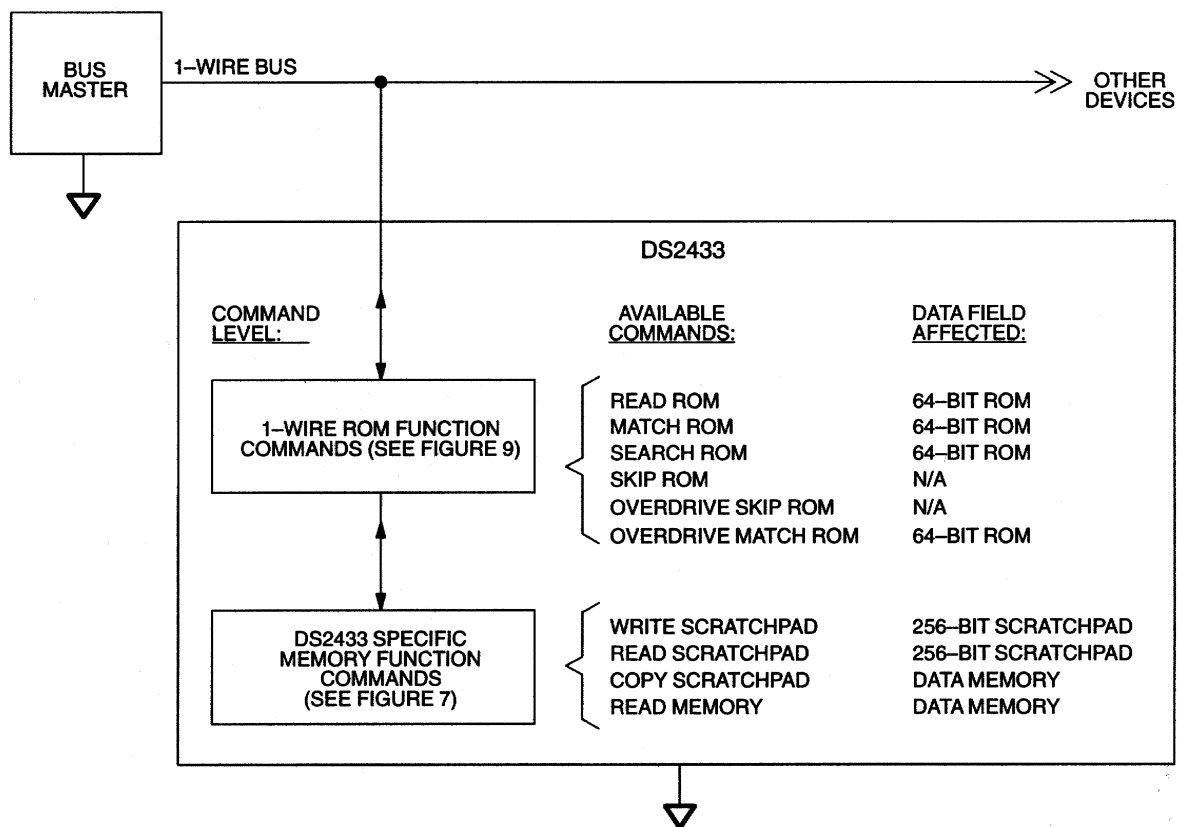 BUS
MASTER
1–WIRE BUS
OTHER
DEVICES
DS2433
COMMAND
LEVEL:
AVAILABLE
COMMANDS:
DATA FIELD
AFFECTED:
1–WIRE ROM FUNCTION
COMMANDS (SEE FIGURE 9)
READ ROM 64–BIT ROM
MATCH ROM 64–BIT ROM
SEARCH ROM 64–BIT ROM
SKIP ROM N/A
OVERDRIVE SKIP ROM N/A
OVERDRIVE MATCH ROM 64–BIT ROM
DS2433 SPECIFIC
MEMORY FUNCTION
COMMANDS
(SEE FIGURE 7)
WRITE SCRATCHPAD 256–BIT SCRATCHPAD
READ SCRATCHPAD 256–BIT SCRATCHPAD
COPY SCRATCHPAD DATA MEMORY
READ MEMORY DATA MEMORY